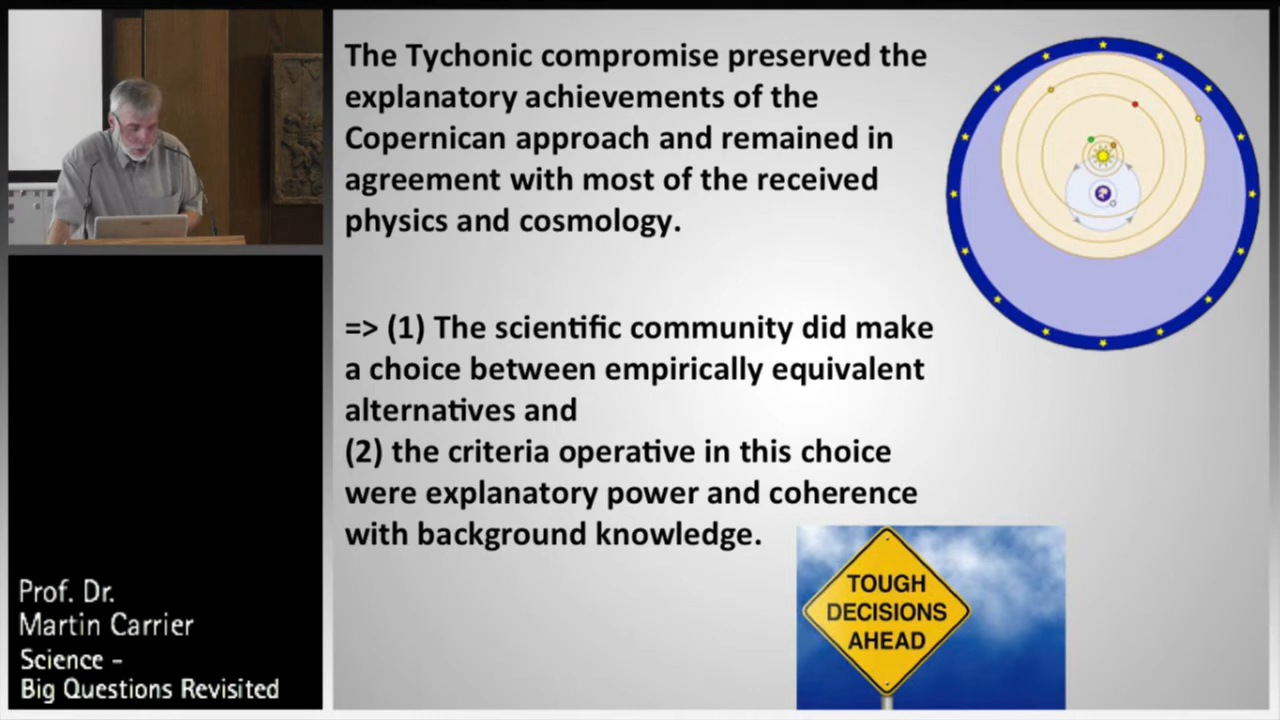 The Tychonic compromise preserved the
explanatory achievements of the
Copernican approach and remained in
agreement with most of the received
physics and cosmology.
=> (1) The scientific community did make
a choice between empirically equivalent
alternatives and
(2) the criteria operative in this choice
were explanatory power and coherence
with background knowledge.
TOUGH
DECISIONS
AHEAD
Prof. Dr.
Martin Carrier
Science -
Big Questions Revisited